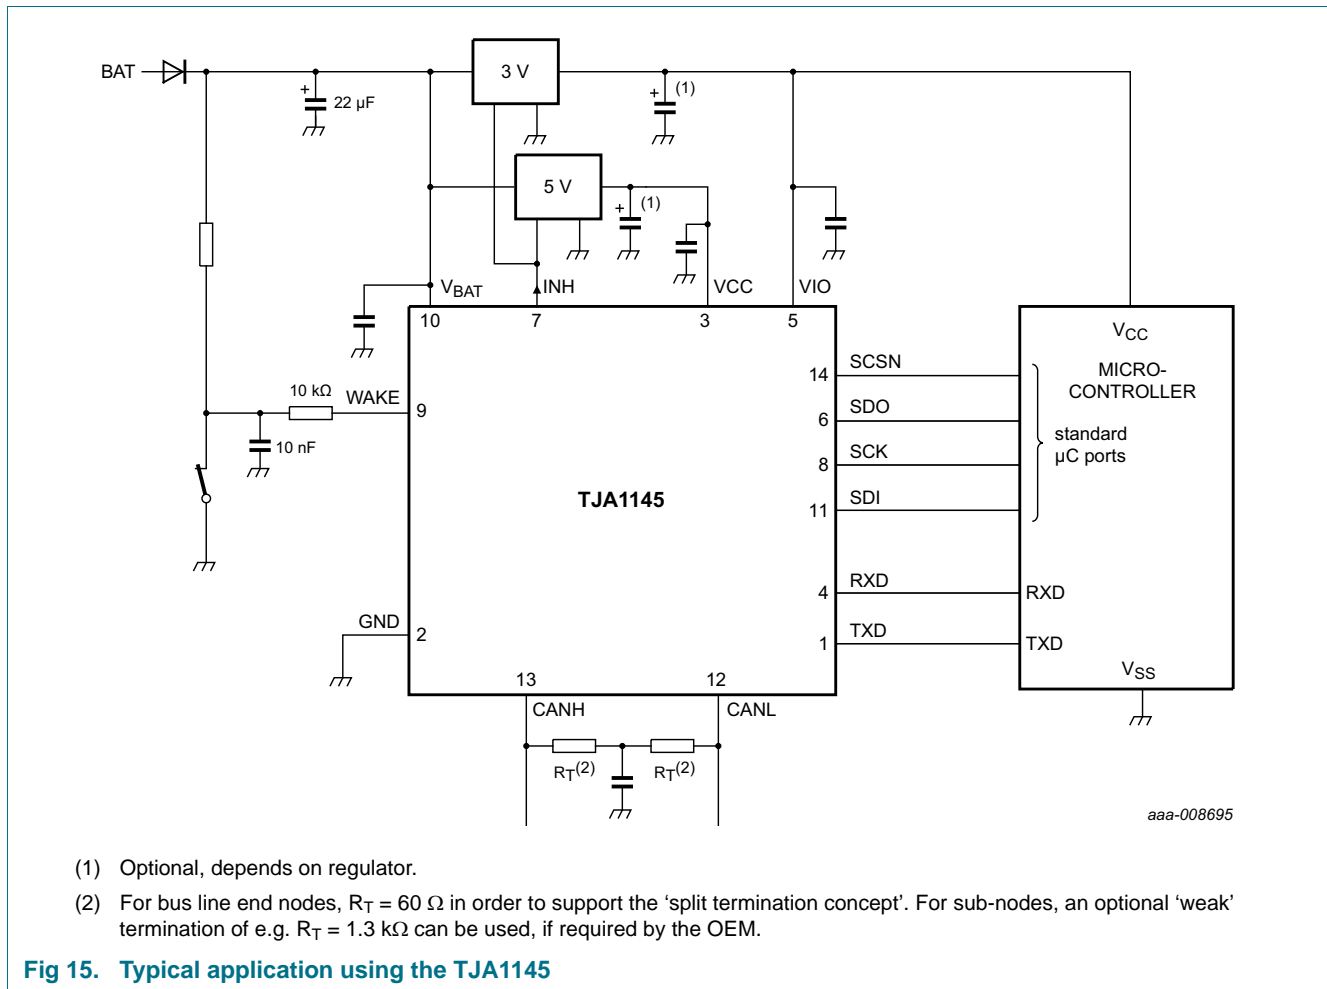 BAT
3 V
+
22 µF
+
(1)
5 V
+
(1)
VBAT
INH
VCC
VIO
10
7
3
5
VCC
MICRO-
CONTROLLER
14
SCSN
6
SDO
standard
µC ports
8
SCK
11
SDI
10 kΩ
WAKE
9
10 nF
TJA1145
4
RXD
RXD
1
TXD
TXD
GND
2
VSS
13
12
CANH
CANL
RT(2)
RT(2)
aaa-008695
(1) Optional, depends on regulator.
(2) For bus line end nodes, RT = 60 Ω in order to support the ‘split termination concept’. For sub-nodes, an optional ‘weak’
termination of e.g. RT = 1.3 kΩ can be used, if required by the OEM.
Fig 15. Typical application using the TJA1145